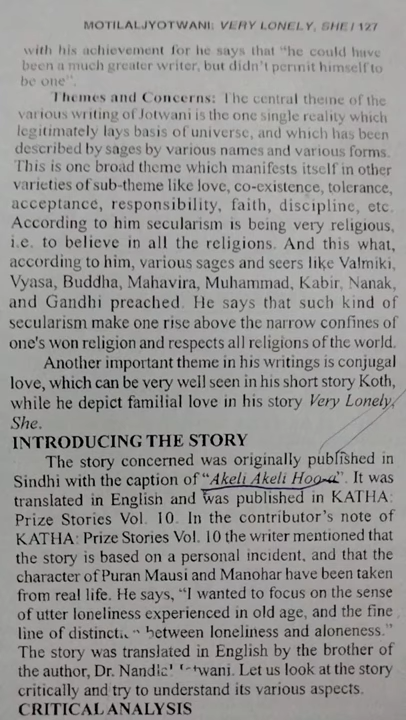 MOTILALJYOTWANI: VERY LONELY, SHE / 127
with his achievement for he says that "he could have
been a much greater writer, but didn't permit himself to
be one".
Themes and Concerns: The central theme of the
various writing of Jotwani is the one single reality which
legitimately lays basis of universe, and which has been
described by sages by various names and various forms.
This is one broad theme which manifests itself in other
varieties of sub-theme like love, co-existence, tolerance,
acceptance, responsibility, faith, discipline, etc.
According to him secularism is being very religious,
i.e. to believe in all the religions. And this what,
according to him, various sages and seers like Valmiki,
Vyasa, Buddha, Mahavira, Muhammad, Kabir, Nanak,
and Gandhi preached. He says that such kind of
secularism make one rise above the narrow confines of
one's won religion and respects all religions of the world.
Another important theme in his writings is conjugal
love, which can be very well seen in his short story Koth,
while he depict familial love in his story Very Lonely,
She.
INTRODUCING THE STORY
The story concerned was originally published in
Sindhi with the caption of "Akeli Akeli Hoo-a". It was
translated in English and was published in KATHA:
Prize Stories Vol. 10. In the contributor's note of
KATHA: Prize Stories Vol. 10 the writer mentioned that
the story is based on a personal incident, and that the
character of Puran Mausi and Manohar have been taken
from real life. He says, "I wanted to focus on the sense
of utter loneliness experienced in old age, and the fine
line of between loneliness and aloneness."
The story was translated in English by the brother of
the author, Dr. Let us look at the story
critically and try to understand its various aspects.
CRITICAL ANALYSIS